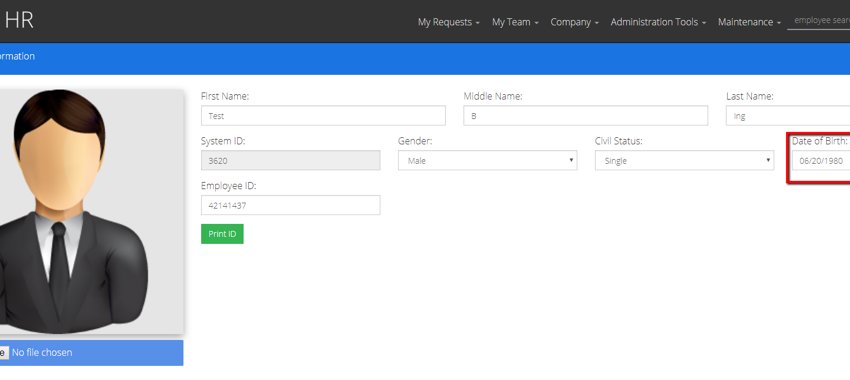 HR
My Requests My Team Company Administration Tools Maintenance employee sear
ormation
First Name: Middle Name: Last Name:
Test B Ing
System ID: Gender: Civil Status: Date of Birth:
3620 Male Single 06/20/1980
Employee ID:
42141437
Print ID
e No file chosen